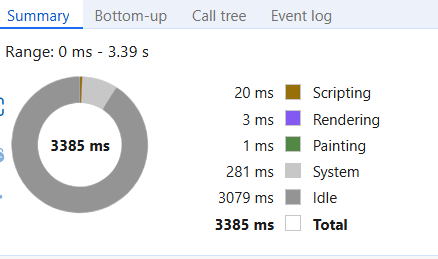 Summary Bottom-up Call tree Event log
Range: 0 ms - 3.39 s
3385 ms
20 ms Scripting
3 ms Rendering
1 ms Painting
281 ms System
3079 ms Idle
3385 ms Total